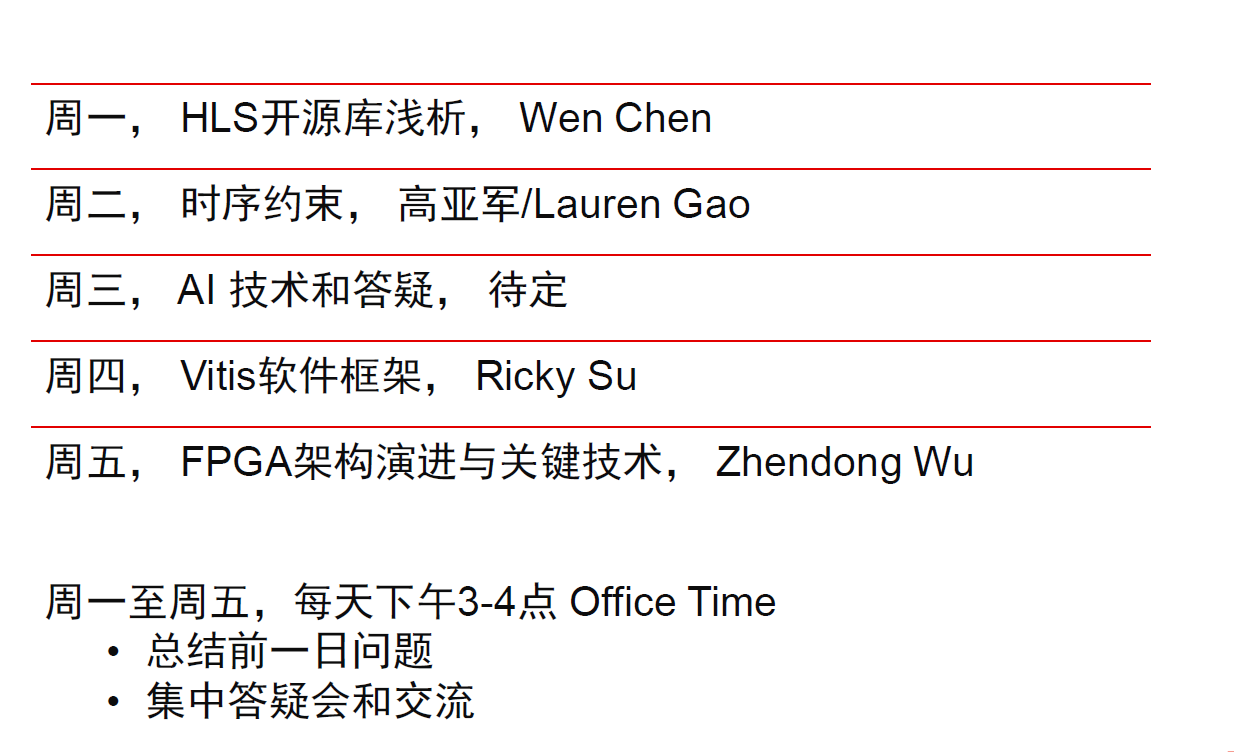 周一， HLS开源库浅析， Wen Chen
周二， 时序约束， 高亚军/Lauren Gao
周三， AI 技术和答疑， 待定
周四， Vitis软件框架， Ricky Su
周五， FPGA架构演进与关键技术， Zhendong Wu
周一至周五，每天下午3-4点 Office Time
• 总结前一日问题
• 集中答疑会和交流